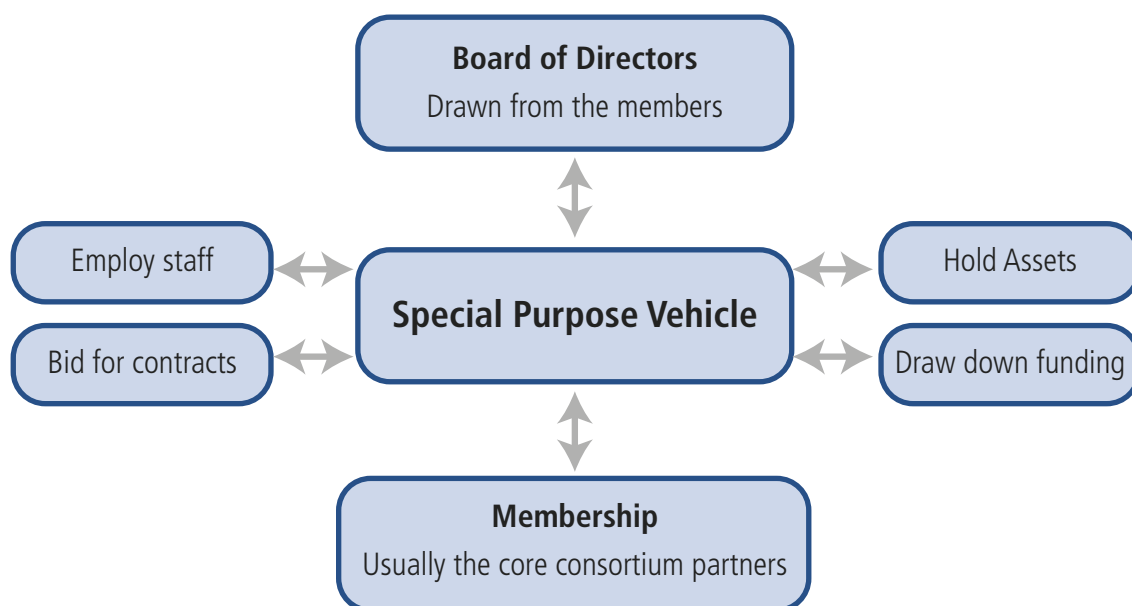 Board of Directors
Drawn from the members
Employ staff
Hold Assets
Special Purpose Vehicle
Bid for contracts
Draw down funding
Membership
Usually the core consortium partners